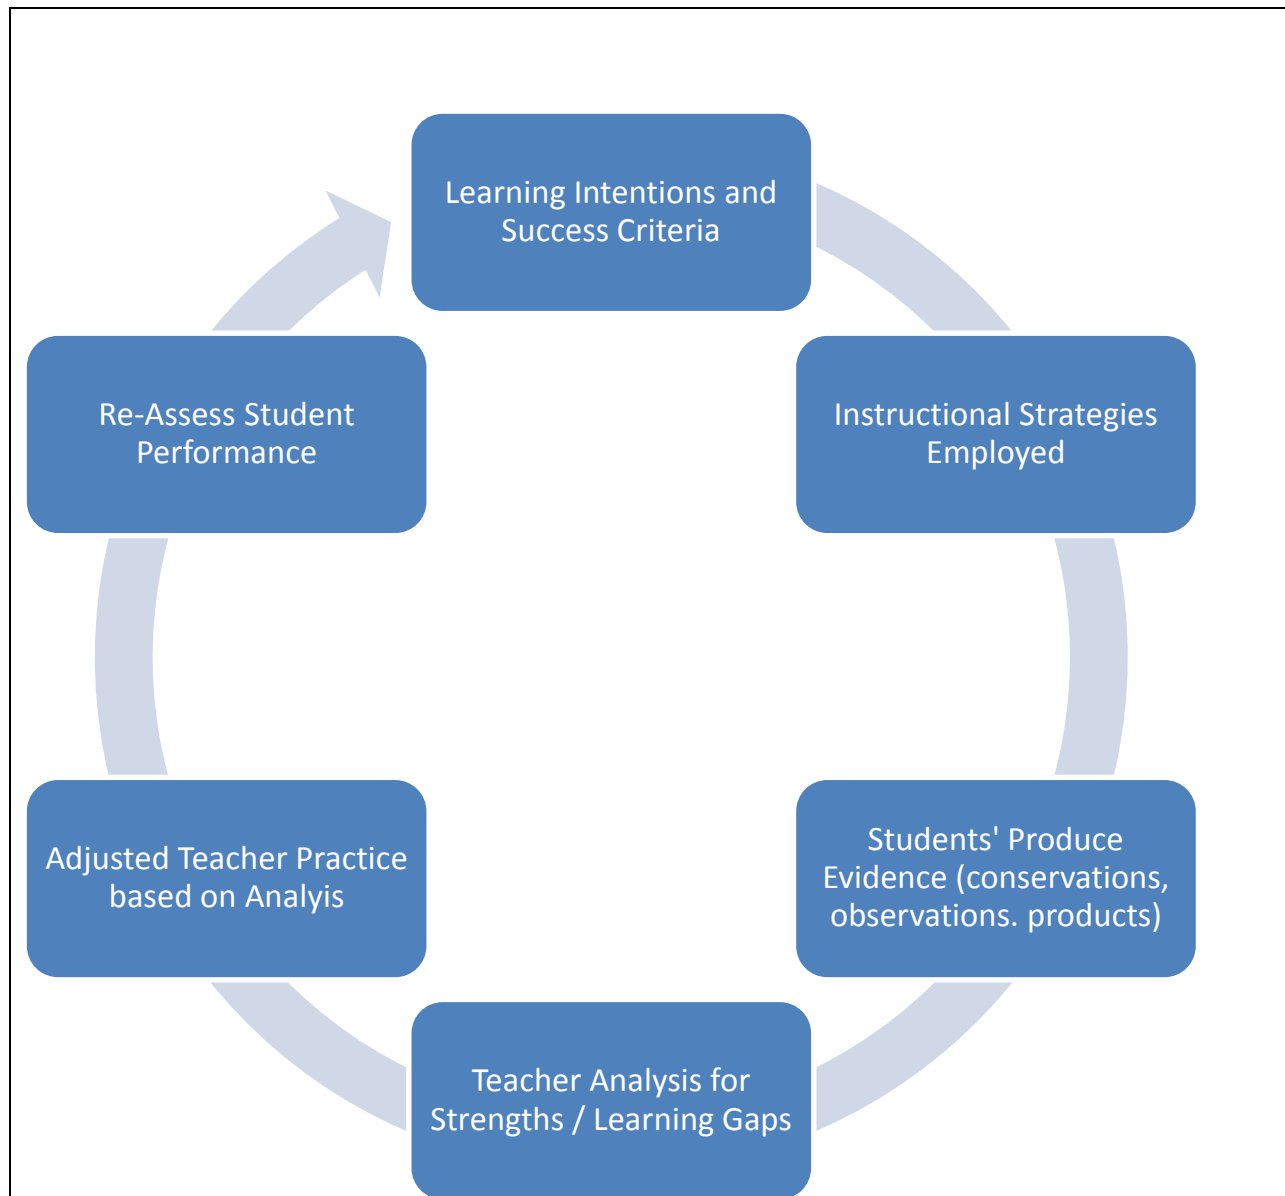 Learning Intentions and
Success Criteria
Instructional Strategies
Employed
Students' Produce
Evidence (conservations,
observations. products)
Teacher Analysis for
Strengths / Learning Gaps
Adjusted Teacher Practice
based on Analyis
Re-Assess Student
Performance